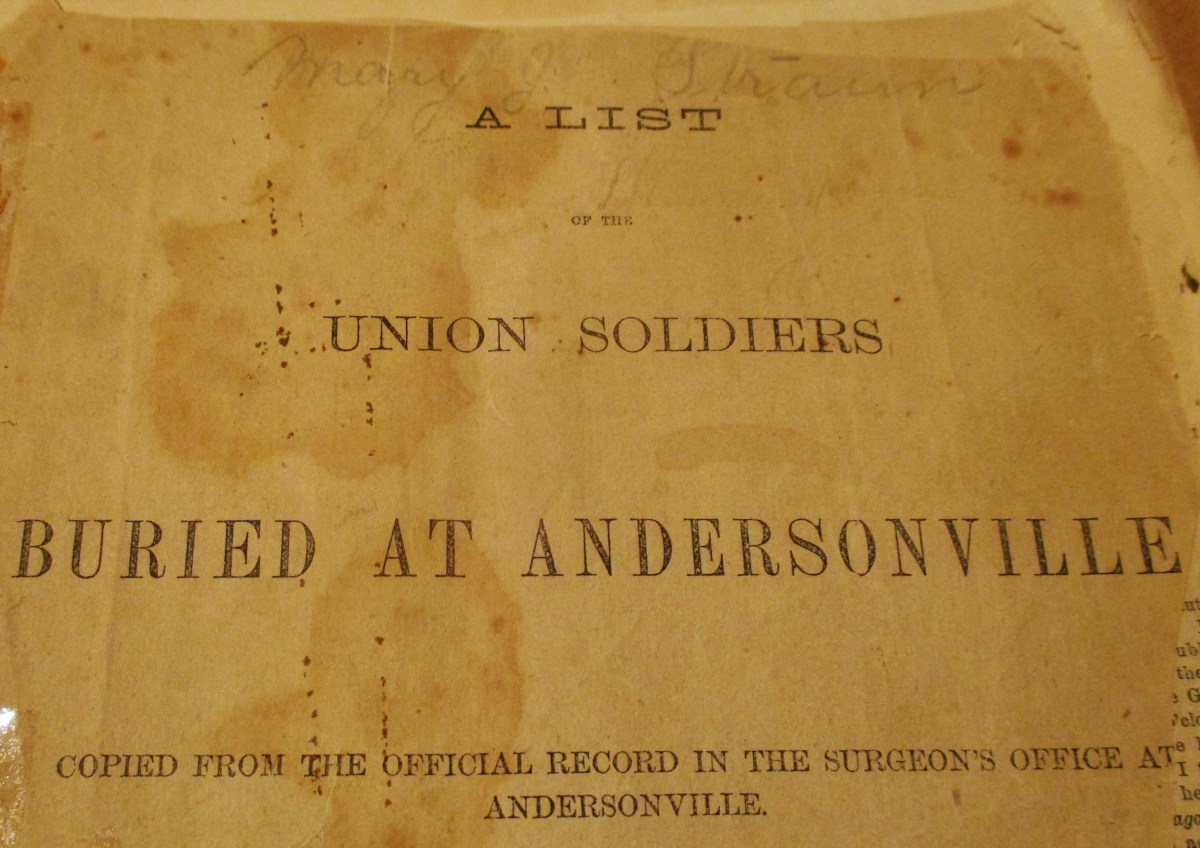 Mary J. Straum
A LIST
OF THE
UNION SOLDIERS
BURIED AT ANDERSONVILLE
COPIED FROM THE OFFICIAL RECORD IN THE SURGEON'S OFFICE AT
ANDERSONVILLE.